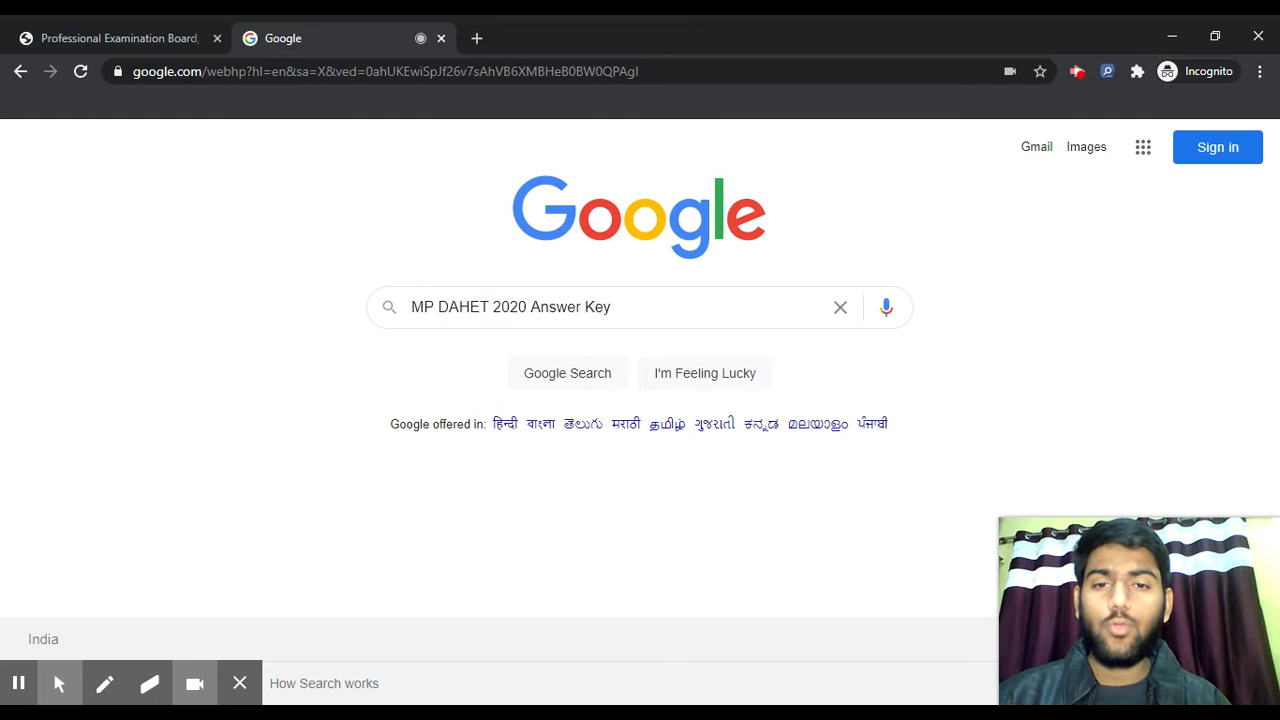 Professional Examination Board,
Google
google.com/webhp?hl=en&sa=X&ved=0ahUKEwiSpJf26v7sAhVB6XMBHeB0BW0QPAgI
Incognito
Gmail Images
Sign in
Google
MP DAHET 2020 Answer Key
Google Search I'm Feeling Lucky
Google offered in: हिन्दी বাংলা తెలుగు मराठी தமிழ் ગુજરાતી ಕನ್ನಡ മലയാളം ਪੰਜਾਬੀ
India
How Search works